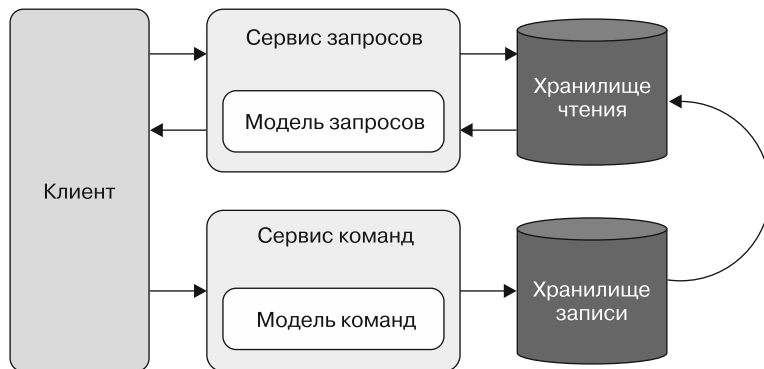 Клиент
Сервис запросов
Модель запросов
Хранилище
чтения
Сервис команд
Модель команд
Хранилище
записи